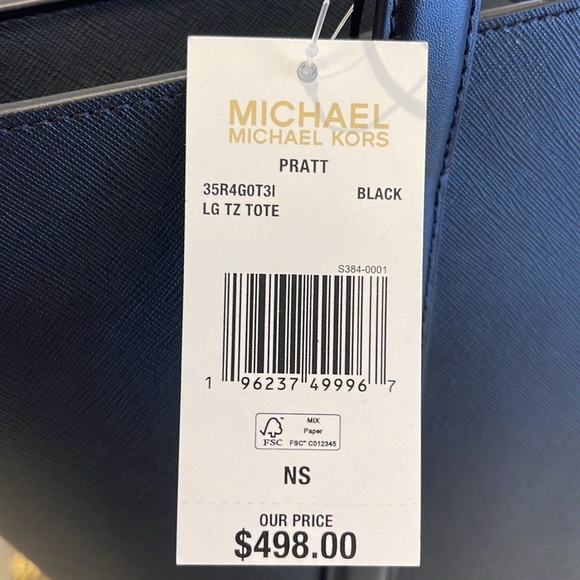 MICHAEL
MICHAEL KORS
PRATT
35R4G0T3I BLACK
LG TZ TOTE
S384-0001
1 96237 49996 7
FSC
MIX
Paper
FSC™ C012345
NS
OUR PRICE
$498.00